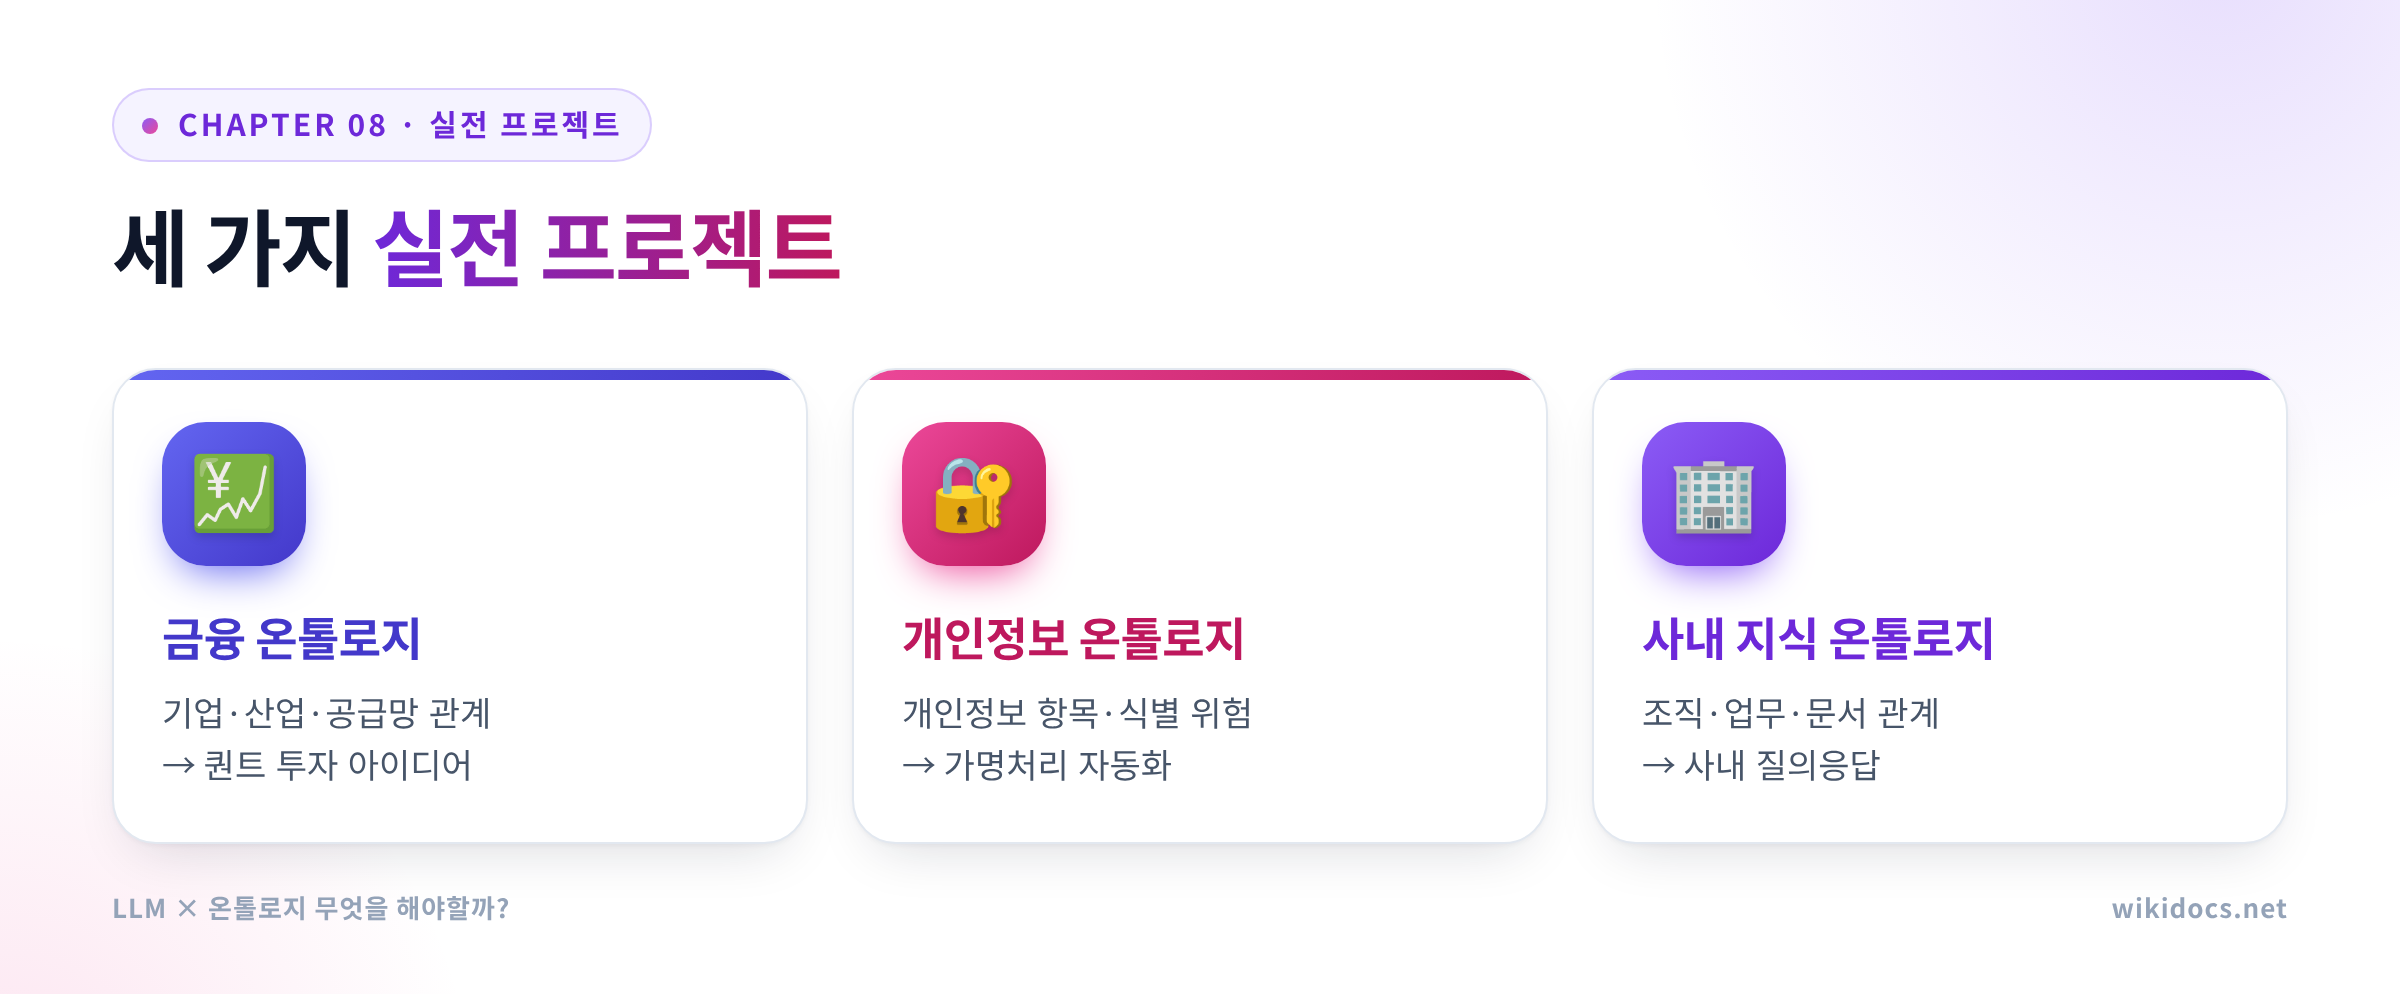 CHAPTER 08 · 실전 프로젝트
세 가지 실전 프로젝트
금융 온톨로지
기업·산업·공급망 관계
→ 퀀트 투자 아이디어
개인정보 온톨로지
개인정보 항목·식별 위험
→ 가명처리 자동화
사내 지식 온톨로지
조직·업무·문서 관계
→ 사내 질의응답
LLM × 온톨로지 무엇을 해야할까?
wikidocs.net